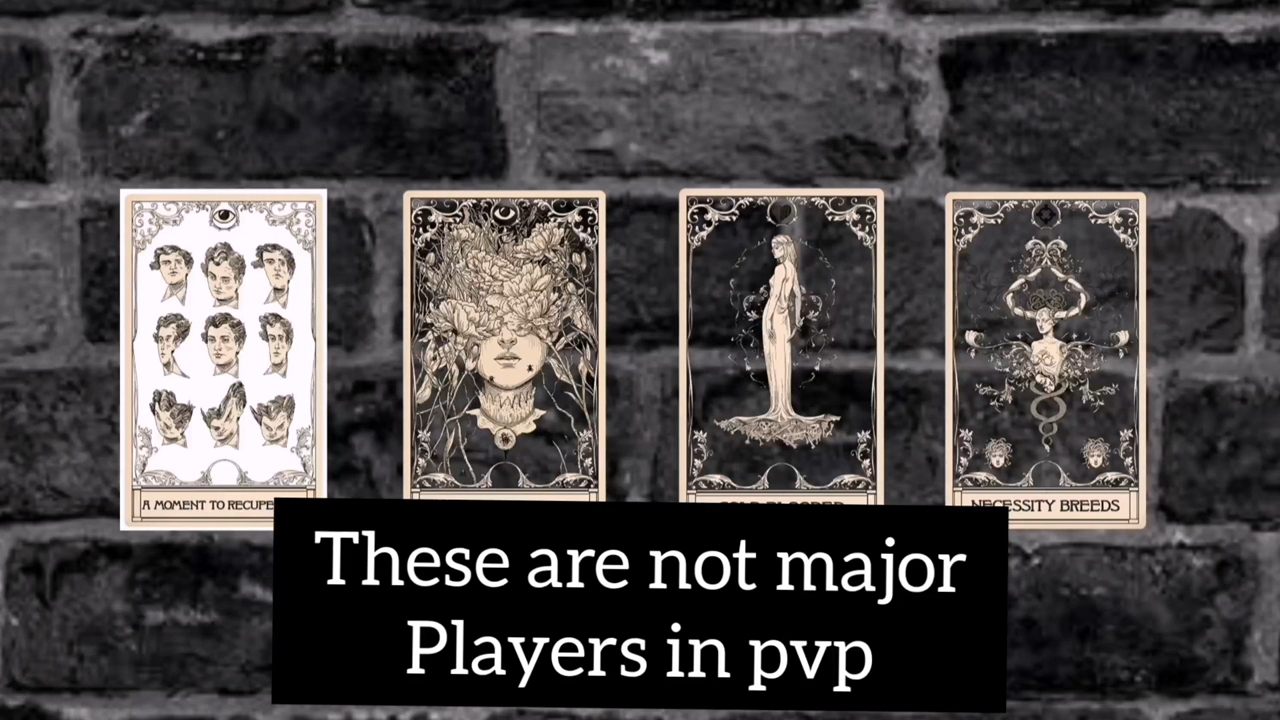 A MOMENT TO RECUPE
NECESSITY BREEDS
These are not major
Players in pvp